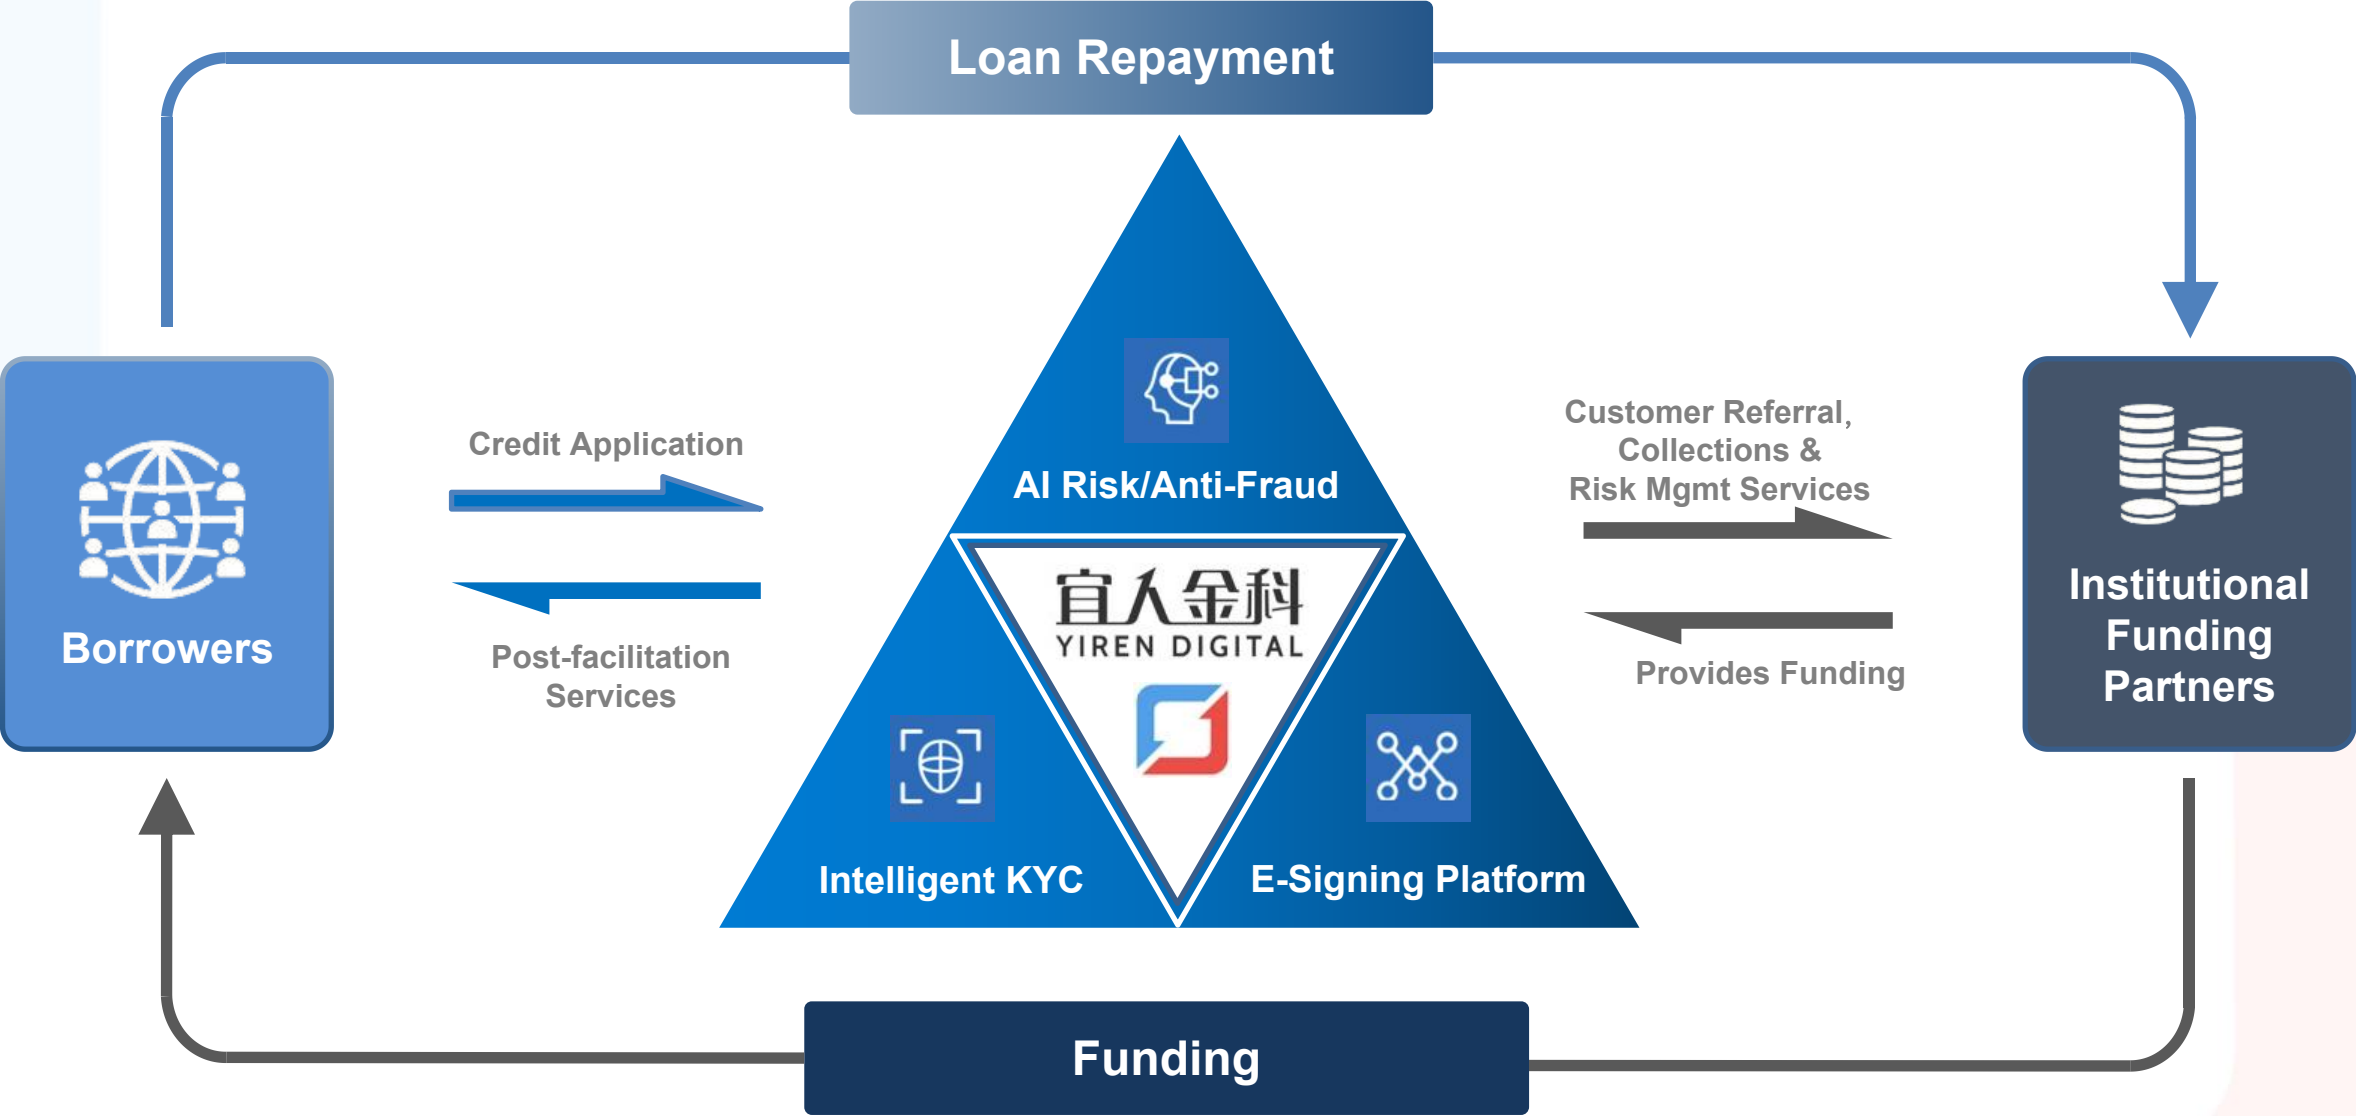 Loan Repayment
Borrowers
Credit Application
Post-facilitation
Services
AI Risk/Anti-Fraud
宜人金科
YIREN DIGITAL
Intelligent KYC
E-Signing Platform
Customer Referral,
Collections &
Risk Mgmt Services
Provides Funding
Institutional
Funding
Partners
Funding